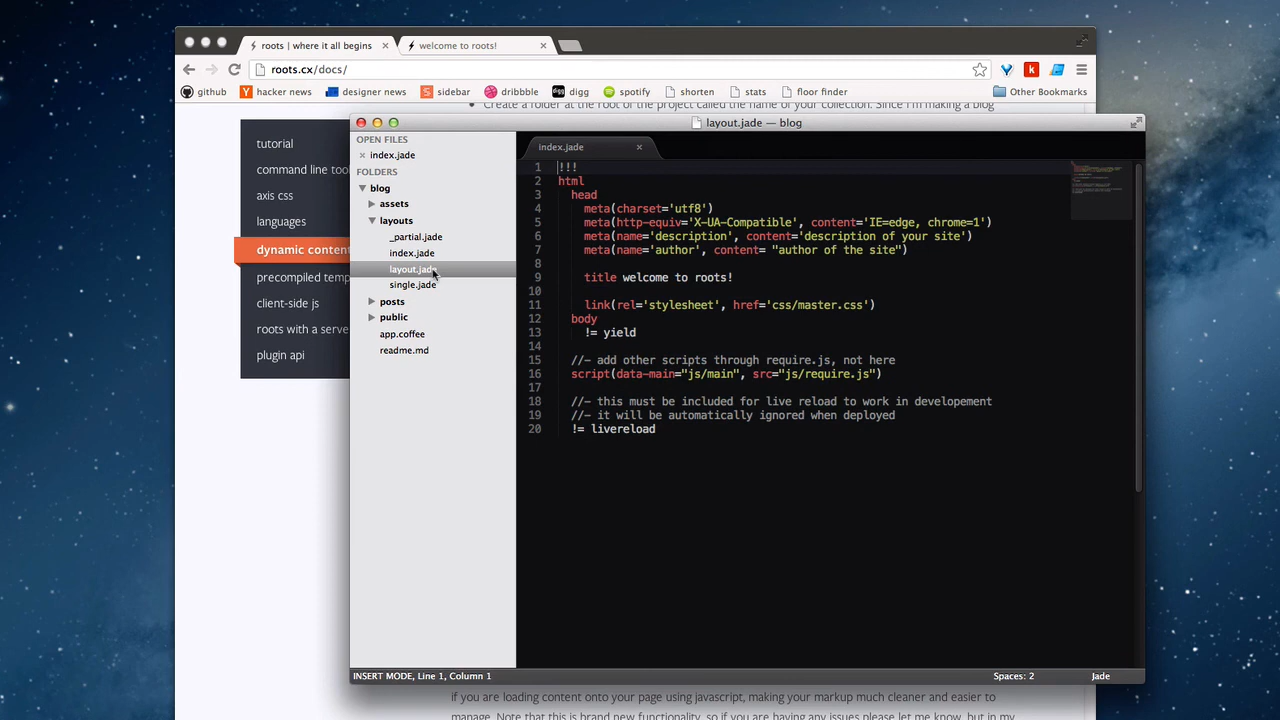 roots | where it all begins
welcome to roots!
roots.cx/docs/
github
hacker news
designer news
sidebar
dribbble
digg
spotify
shorten
stats
floor finder
Other Bookmarks
Create a folder at the root of the project called the name of your collection. Since I'm making a blog
tutorial
command line too
axis css
languages
dynamic content
precompiled temp
client-side js
roots with a serve
plugin api
layout.jade — blog
OPEN FILES
index.jade
FOLDERS
blog
assets
layouts
_partial.jade
index.jade
layout.jade
single.jade
posts
public
app.coffee
readme.md
index.jade
1 !!!
2 html
3 head
4 meta(charset='utf8')
5 meta(http-equiv='X-UA-Compatible', content='IE=edge, chrome=1')
6 meta(name='description', content='description of your site')
7 meta(name='author', content= "author of the site")
8
9 title welcome to roots!
10
11 link(rel='stylesheet', href='css/master.css')
12 body
13 != yield
14
15 //- add other scripts through require.js, not here
16 script(data-main="js/main", src="js/require.js")
17
18 //- this must be included for live reload to work in developement
19 //- it will be automatically ignored when deployed
20 != livereload
INSERT MODE, Line 1, Column 1
Spaces: 2
Jade
if you are loading content onto your page using javascript, making your markup much cleaner and easier to
manage. Note that this is brand new functionality, so if you are having any issues please let me know, but in my